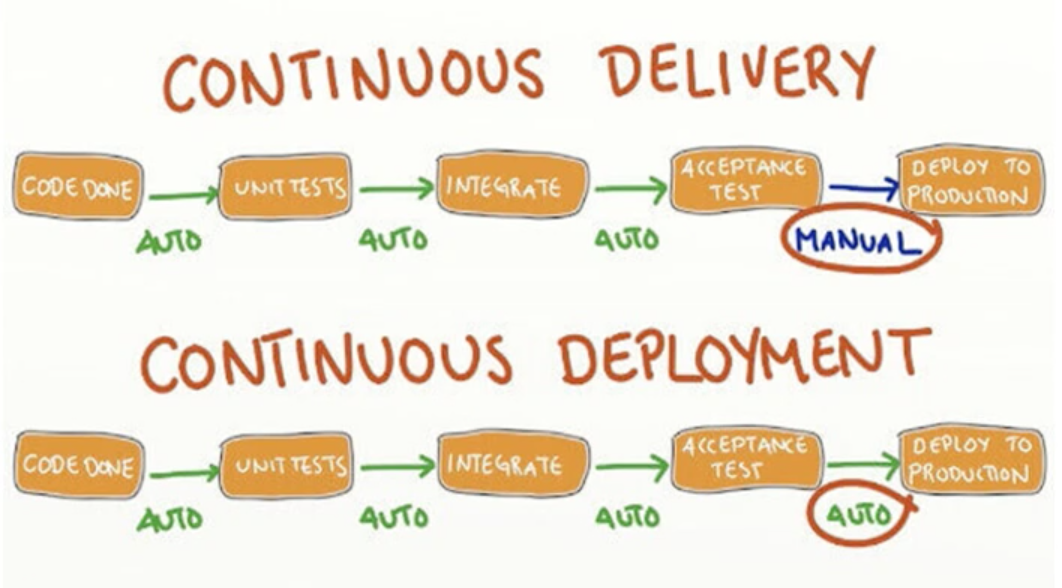 CONTINUOUS DELIVERY
CODE DONE
UNIT TESTS
INTEGRATE
ACCEPTANCE
TEST
DEPLOY TO
PRODUCTION
AUTO
AUTO
AUTO
MANUAL
CONTINUOUS DEPLOYMENT
CODE DONE
UNIT TESTS
INTEGRATE
ACCEPTANCE
TEST
DEPLOY TO
PRODUCTION
AUTO
AUTO
AUTO
AUTO